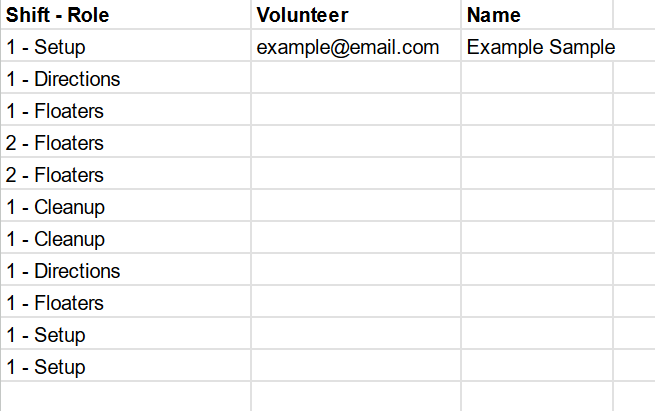 Shift - Role Volunteer Name
1 - Setup example@email.com Example Sample
1 - Directions
1 - Floaters
2 - Floaters
2 - Floaters
1 - Cleanup
1 - Cleanup
1 - Directions
1 - Floaters
1 - Setup
1 - Setup